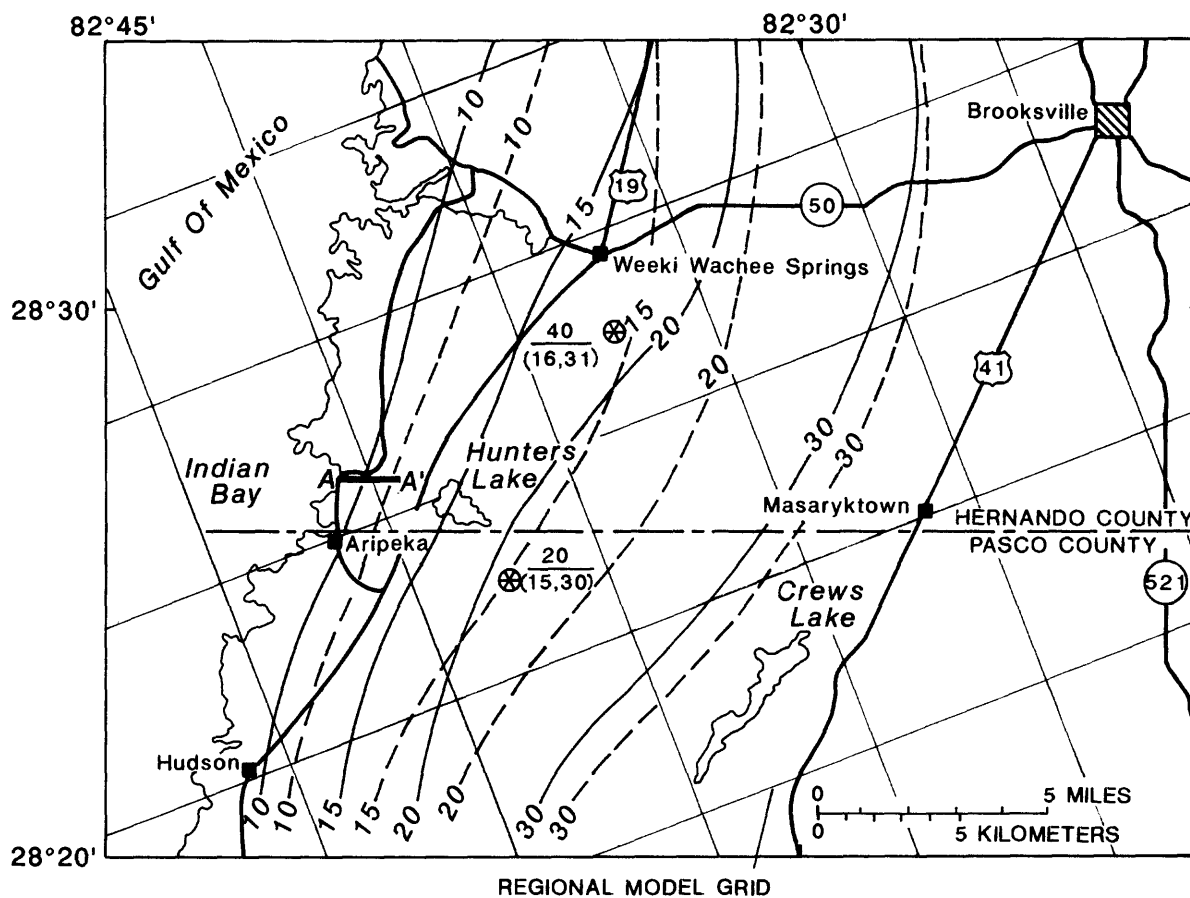 82°45'
82°30'
Brooksville
10
10
Gulf Of Mexico
19
15
50
Weeki Wachee Springs
28°30'
40
(16,31)
15
20
20
41
30
30
Hunters
Lake
Indian
Bay
A
A'
Masaryktown
HERNANDO COUNTY
PASCO COUNTY
Aripeka
20
(15,30)
Crews
Lake
521
Hudson
10
10
15
15
20
20
30
30
0
5 MILES
0
5 KILOMETERS
28°20'
REGIONAL MODEL GRID